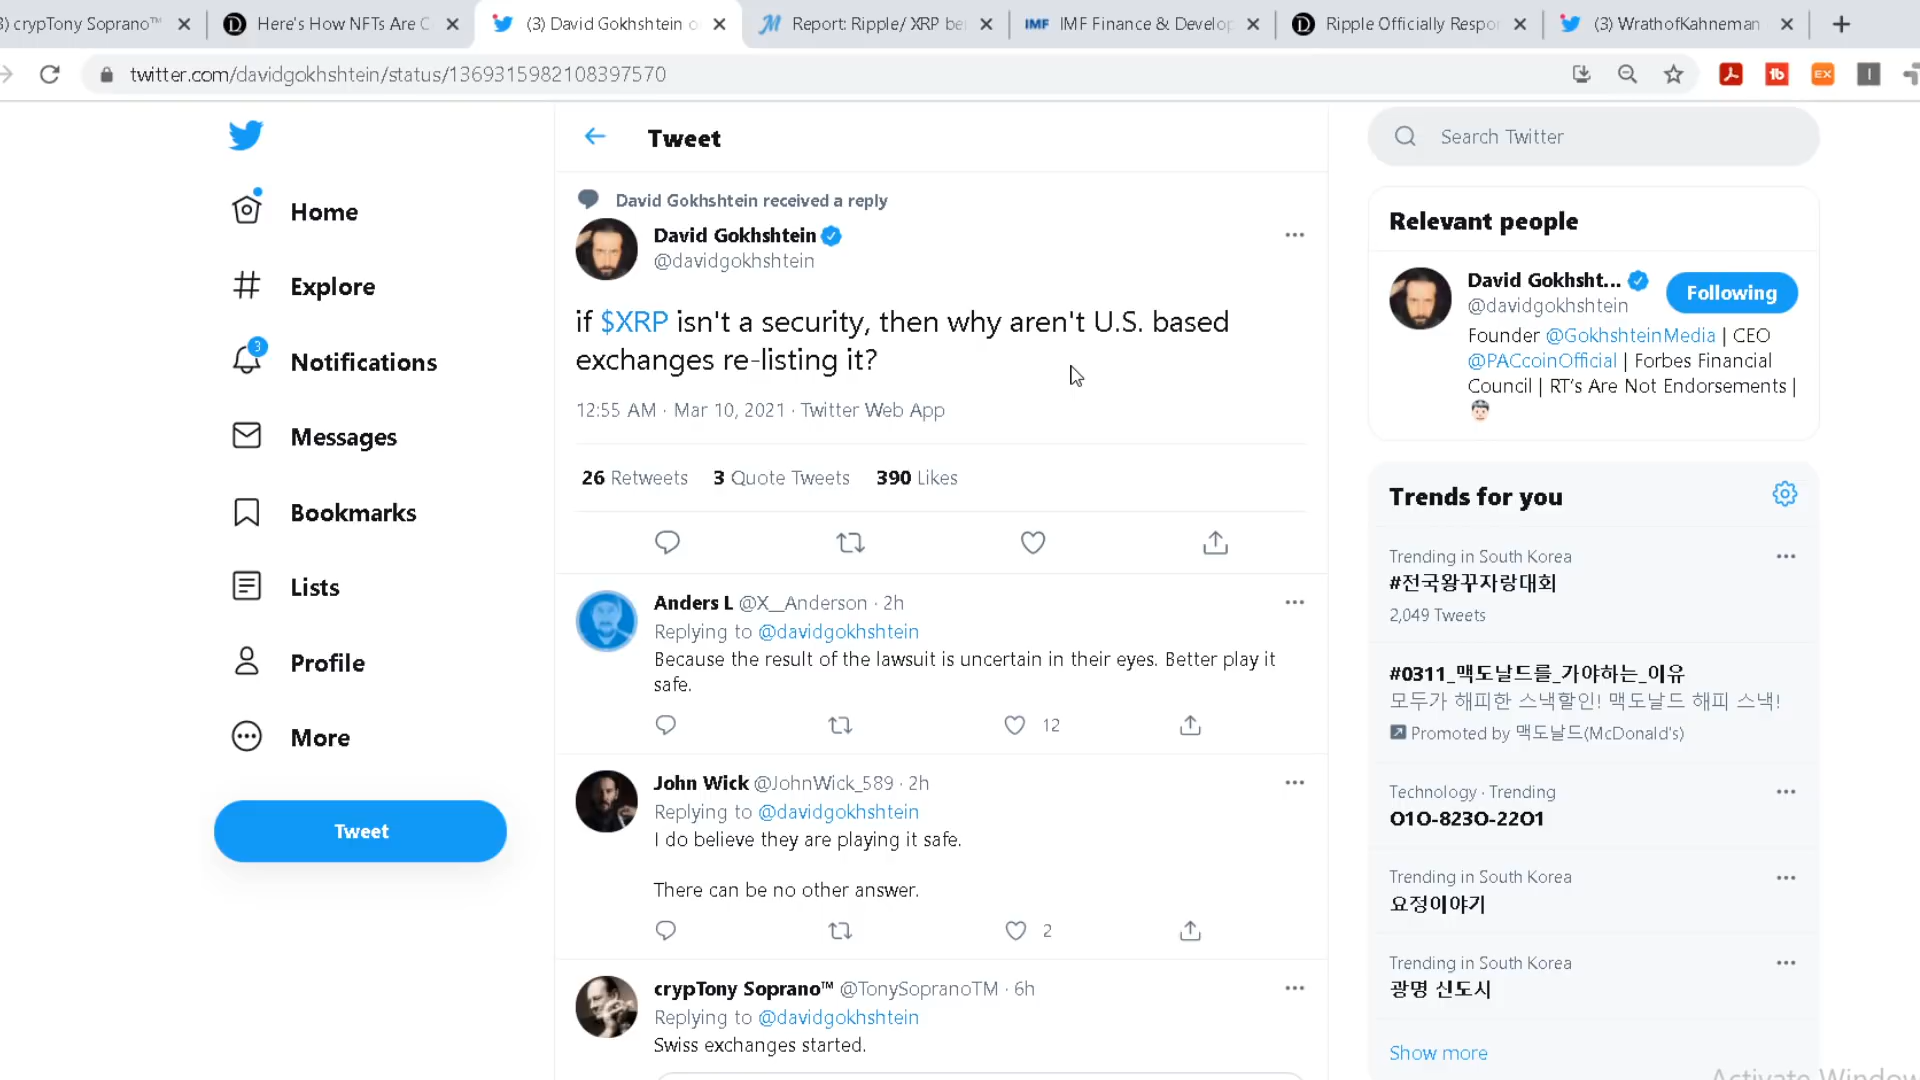 ) crypTony Soprano™
Here's How NFTs Are C
(3) David Gokhshtein o
Report: Ripple/ XRP be
IMF IMF Finance & Develop
Ripple Officially Respo
(3) WrathofKahneman
twitter.com/davidgokhshtein/status/1369315982108397570
Home
Explore
3
Notifications
Messages
Bookmarks
Lists
Profile
More
Tweet
Tweet
David Gokhshtein received a reply
David Gokhshtein
@davidgokhshtein
if $XRP isn't a security, then why aren't U.S. based
exchanges re-listing it?
12:55 AM · Mar 10, 2021 · Twitter Web App
26 Retweets 3 Quote Tweets 390 Likes
Anders L @X__Anderson · 2h
Replying to @davidgokhshtein
Because the result of the lawsuit is uncertain in their eyes. Better play it
safe.
12
John Wick @JohnWick_589 · 2h
Replying to @davidgokhshtein
I do believe they are playing it safe.
There can be no other answer.
2
crypTony Soprano™ @TonySopranoTM · 6h
Replying to @davidgokhshtein
Swiss exchanges started.
Search Twitter
Relevant people
David Gokhsht...
@davidgokhshtein
Following
Founder @GokhshteinMedia | CEO
@PACcoinOfficial | Forbes Financial
Council | RT's Are Not Endorsements |
Trends for you
Trending in South Korea
#전국왕꾸자랑대회
2,049 Tweets
#0311_맥도날드를_가야하는_이유
모두가 해피한 스낵할인! 맥도날드 해피 스낵!
Promoted by 맥도날드(McDonald's)
Technology · Trending
O1O-823O-22O1
Trending in South Korea
요정이야기
Trending in South Korea
광명 신도시
Show more